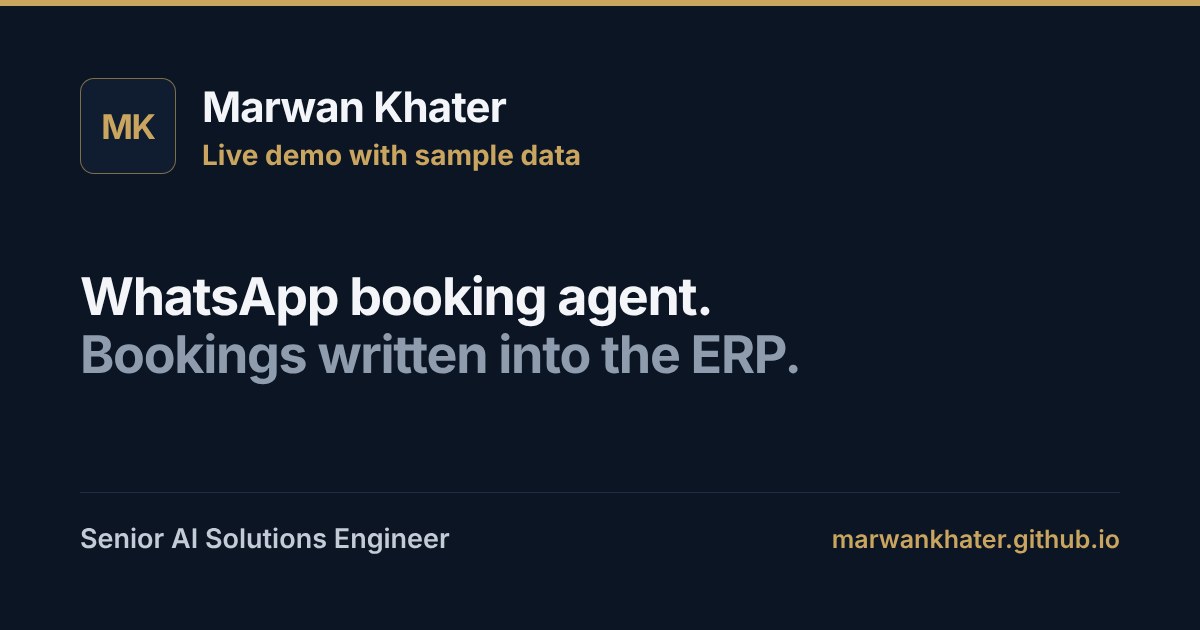 MK
Marwan Khater
Live demo with sample data
WhatsApp booking agent.
Bookings written into the ERP.
Senior AI Solutions Engineer
marwankhater.github.io